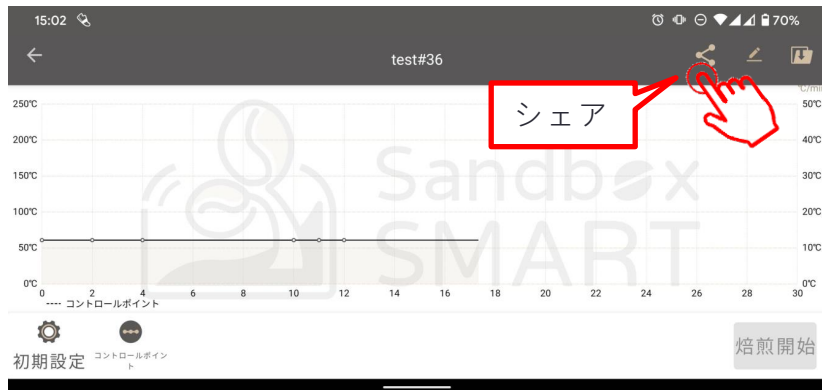 15:02
70%
test#36
シェア
℃/mi
250℃
50℃
200℃
40℃
150℃
30℃
100℃
20℃
50℃
10℃
0℃
0℃
0 2 4 6 8 10 12 14 16 18 20 22 24 26 28 30
---- コントロールポイント
Sandbox
SMART
初期設定
コントロールポイン
ト
焙煎開始